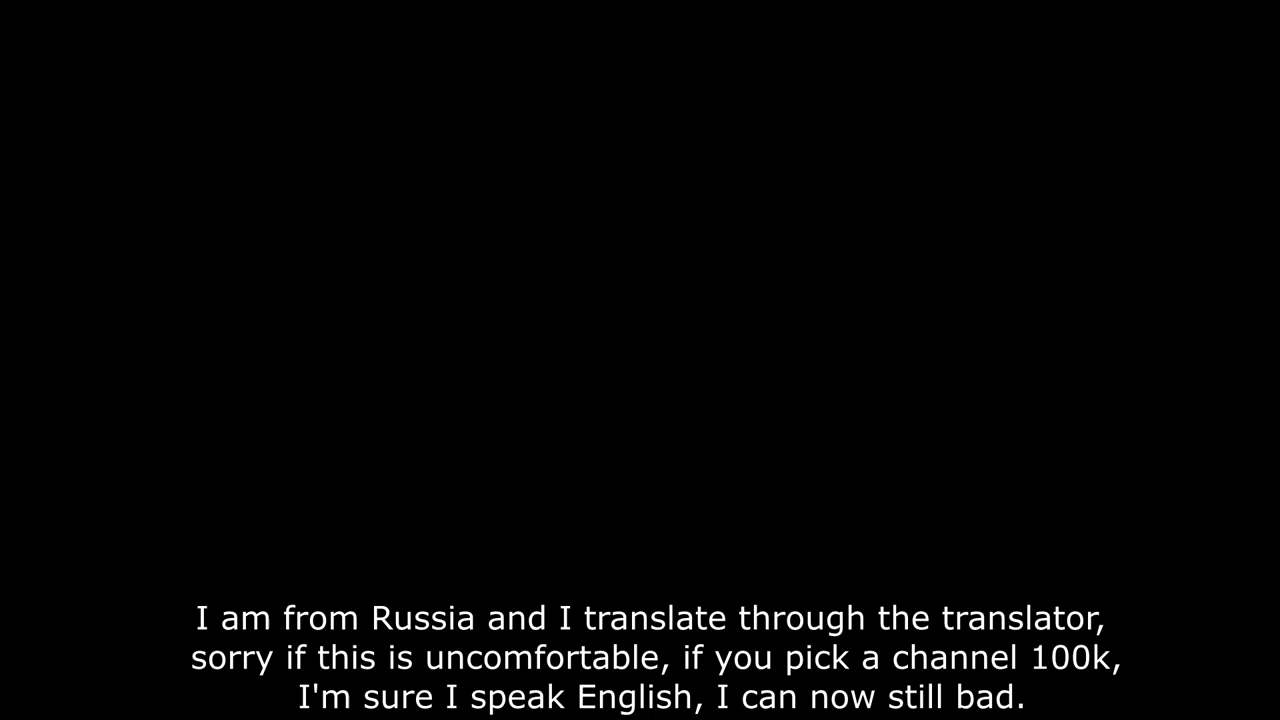 I am from Russia and I translate through the translator,
sorry if this is uncomfortable, if you pick a channel 100k,
I'm sure I speak English, I can now still bad.